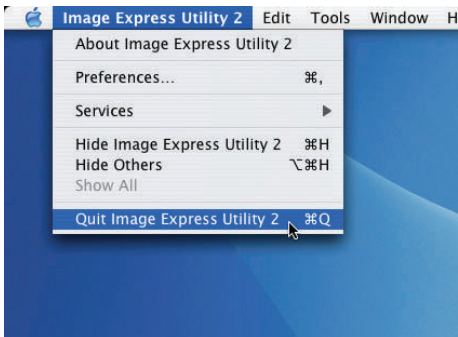 Image Express Utility 2 Edit Tools Window H
About Image Express Utility 2
Preferences... ⌘,
Services ▶
Hide Image Express Utility 2 ⌘H
Hide Others ⌥⌘H
Show All
Quit Image Express Utility 2 ⌘Q